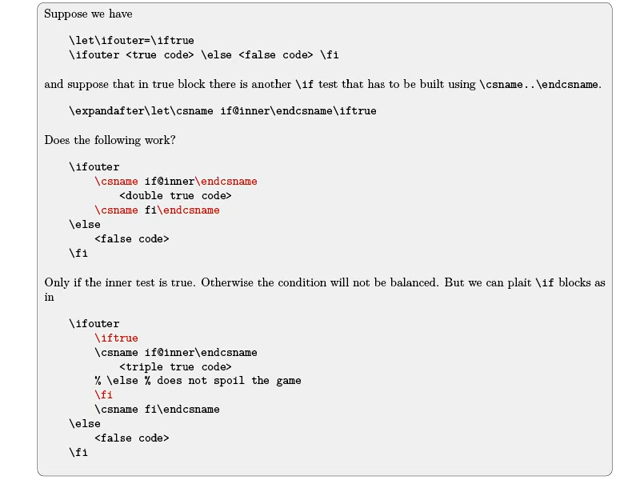 Suppose we have
\let\ifouter=\iftrue
\ifouter <true code> \else <false code> \fi
and suppose that in true block there is another \if test that has to be built using \csname..\endcsname.
\expandafter\let\csname if@inner\endcsname\iftrue
Does the following work?
\ifouter
\csname if@inner\endcsname
<double true code>
\csname fi\endcsname
\else
<false code>
\fi
Only if the inner test is true. Otherwise the condition will not be balanced. But we can plait \if blocks as
in
\ifouter
\iftrue
\csname if@inner\endcsname
<triple true code>
% \else % does not spoil the game
\fi
\csname fi\endcsname
\else
<false code>
\fi